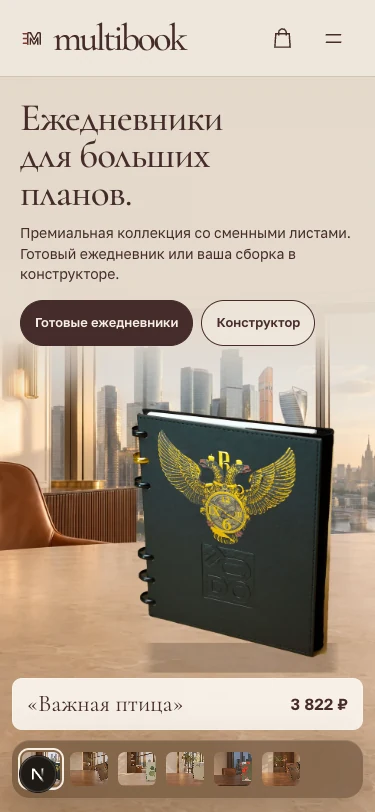 multibook
Ежедневники
для больших
планов.
Премиальная коллекция со сменными листами.
Готовый ежедневник или ваша сборка в
конструкторе.
Готовые ежедневники
Конструктор
«Важная птица»
3 822 ₽
N